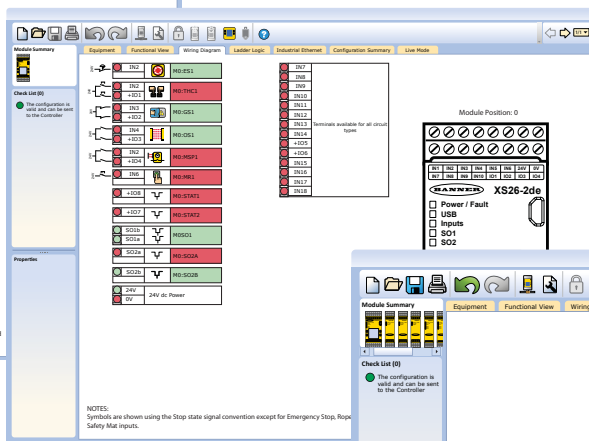 1/1
Module Summary
Equipment
Functional View
Wiring Diagram
Ladder Logic
Industrial Ethernet
Configuration Summary
Live Mode
Check List (0)
The configuration is
valid and can be sent
to the Controller
Properties
IN2
M0:ES1
IN2
+IO1
M0:THC1
IN3
+IO2
M0:GS1
IN4
+IO3
M0:OS1
IN2
+IO4
M0:MSP1
IN6
M0:MR1
+IO8
M0:STAT1
+IO7
M0:STAT2
SO1b
SO1a
M0SO1
SO2a
M0:SO2A
SO2b
M0:SO2B
24V
0V
24V dc Power
IN7
IN8
IN9
IN10
IN11
IN12
IN13
IN14
+IO5
+IO6
IN15
IN16
IN17
IN18
Terminals available for all circuit
types
Module Position: 0
IN1 IN2 IN3 IN4 IN5 IN6 24V 0V
IN7 IN8 IN9 IN10 IO1 IO2 IO3 IO4
BANNER
XS26-2de
Power / Fault
USB
Inputs
SO1
SO2
NOTES:
Symbols are shown using the Stop state signal convention except for Emergency Stop, Rope
Safety Mat inputs.
Module Summary
Equipment
Functional View
Wiring
Check List (0)
The configuration is
valid and can be sent
to the Controller